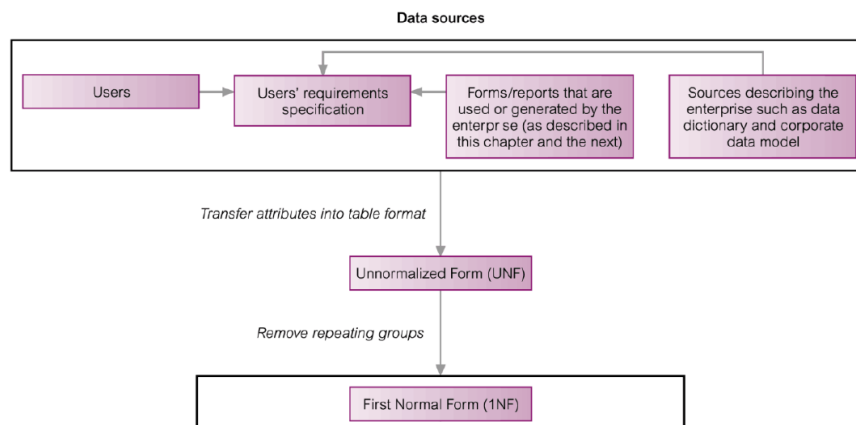 Data sources
Users
Users' requirements
specification
Forms/reports that are
used or generated by the
enterprise (as described in
this chapter and the next)
Sources describing the
enterprise such as data
dictionary and corporate
data model
Transfer attributes into table format
Unnormalized Form (UNF)
Remove repeating groups
First Normal Form (1NF)